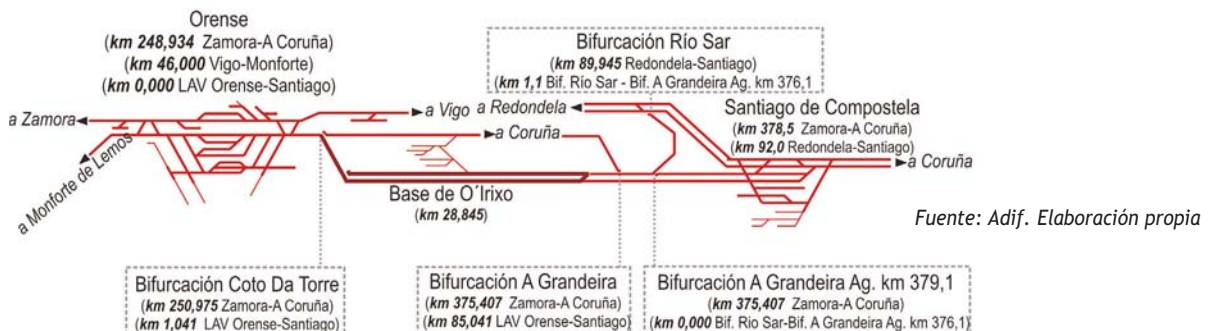 Orense
(km 248,934 Zamora-A Coruña)
(km 46,000 Vigo-Monforte)
(km 0,000 LAV Orense-Santiago)
Bifurcación Río Sar
(km 89,945 Redondela-Santiago)
(km 1,1 Bif. Río Sar - Bif. A Grandeira Ag. km 376,1
a Zamora
a Vigo
a Redondela
Santiago de Compostela
(km 378,5 Zamora-A Coruña)
(km 92,0 Redondela-Santiago)
a Coruña
a Coruña
a Monforte de Lemos
Base de O´Irixo
(km 28,845)
Fuente: Adif. Elaboración propia
Bifurcación Coto Da Torre
(km 250,975 Zamora-A Coruña)
(km 1,041 LAV Orense-Santiago)
Bifurcación A Grandeira
(km 375,407 Zamora-A Coruña)
(km 85,041 LAV Orense-Santiago)
Bifurcación A Grandeira Ag. km 379,1
(km 375,407 Zamora-A Coruña)
(km 0,000 Bif. Rio Sar-Bif. A Grandeira Ag. km 376,1)